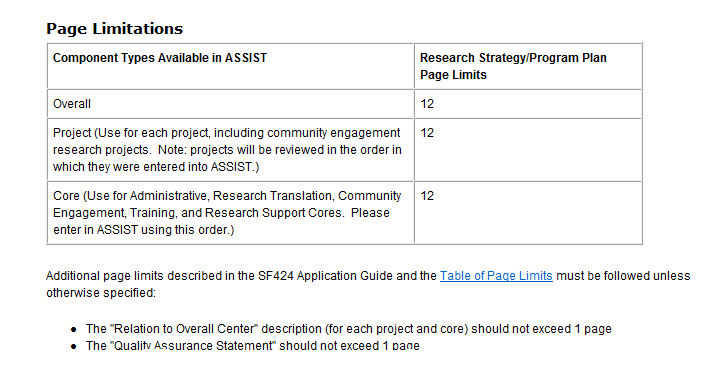 Page Limitations
Component Types Available in ASSIST
Research Strategy/Program Plan
Page Limits
Overall
12
Project (Use for each project, including community engagement
research projects.  Note: projects will be reviewed in the order in
which they were entered into ASSIST.)
12
Core (Use for Administrative, Research Translation, Community
Engagement, Training, and Research Support Cores.  Please
enter in ASSIST using this order.)
12
Additional page limits described in the SF424 Application Guide and the Table of Page Limits must be followed unless
otherwise specified:
● The "Relation to Overall Center" description (for each project and core) should not exceed 1 page
● The "Quality Assurance Statement" should not exceed 1 page